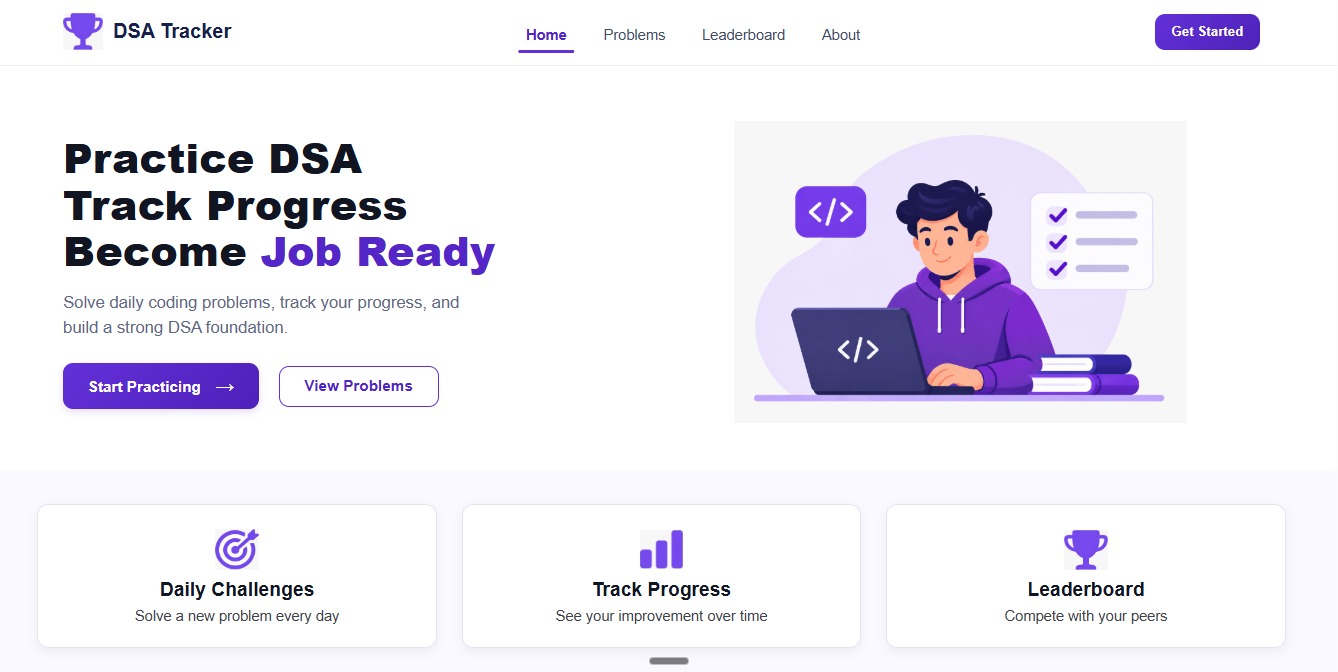 DSA Tracker
Home
Problems
Leaderboard
About
Get Started
Practice DSA
Track Progress
Become Job Ready
Solve daily coding problems, track your progress, and
build a strong DSA foundation.
Start Practicing →
View Problems
</>
</>
Daily Challenges
Solve a new problem every day
Track Progress
See your improvement over time
Leaderboard
Compete with your peers